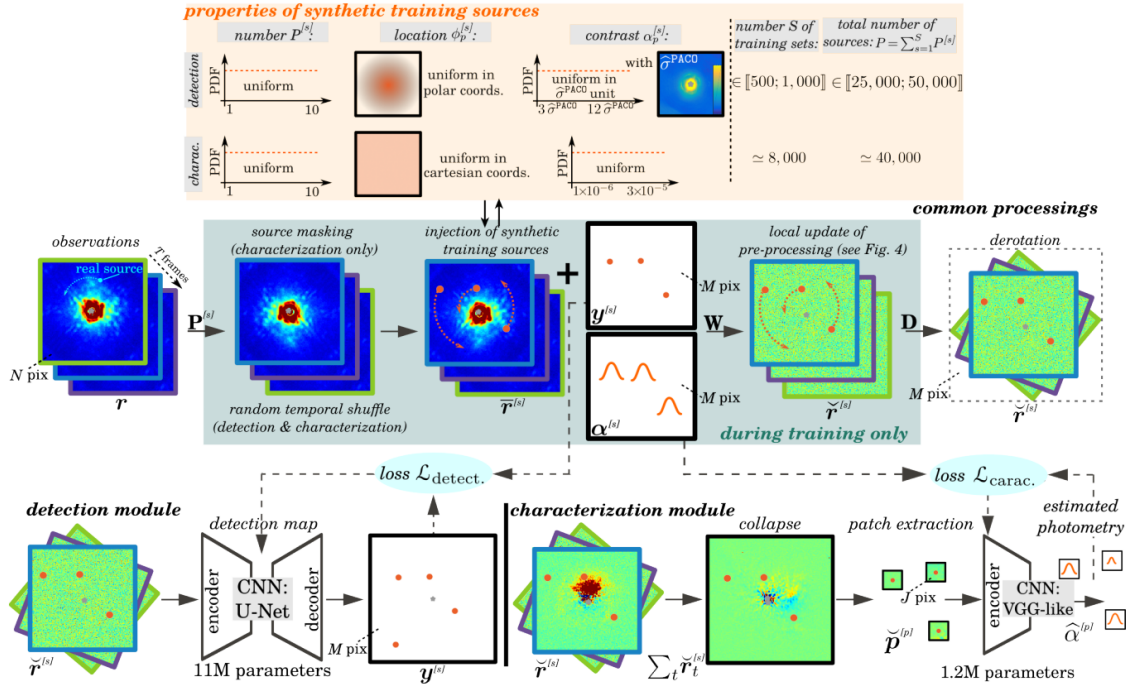 properties of synthetic training sources
number P^[s]:
location ϕ_p^[s]:
contrast α_p^[s]:
number S of
training sets:
total number of
sources: P = ∑_{s=1}^{S} P^[s]
detection
PDF
uniform
1
10
uniform in
polar coords.
PDF
uniform in
σ̂^PACO unit
3 σ̂^PACO
12 σ̂^PACO
with
σ̂^PACO
∈ ⟦500; 1,000⟧
∈ ⟦25,000; 50,000⟧
charac.
PDF
uniform
1
10
uniform in
cartesian coords.
PDF
uniform
1×10⁻⁶
3×10⁻⁵
≃ 8,000
≃ 40,000
common processings
observations
T frames
real source
N pix
r
P^[s]
source masking
(characterization only)
random temporal shuffle
(detection & characterization)
injection of synthetic
training sources
r̅^[s]
+
M pix
y^[s]
M pix
α^[s]
W
local update of
pre-processing (see Fig. 4)
r̆^[s]
during training only
D
derotation
M pix
r̆^[s]
loss ℒ_detect.
loss ℒ_carac.
detection module
r̆^[s]
detection map
encoder
CNN:
U-Net
decoder
11M parameters
M pix
y^[s]
characterization module
r̆^[s]
collapse
∑_t r̆_t^[s]
patch extraction
J pix
p̆^[p]
encoder
CNN:
VGG-like
1.2M parameters
estimated
photometry
α̂^[p]